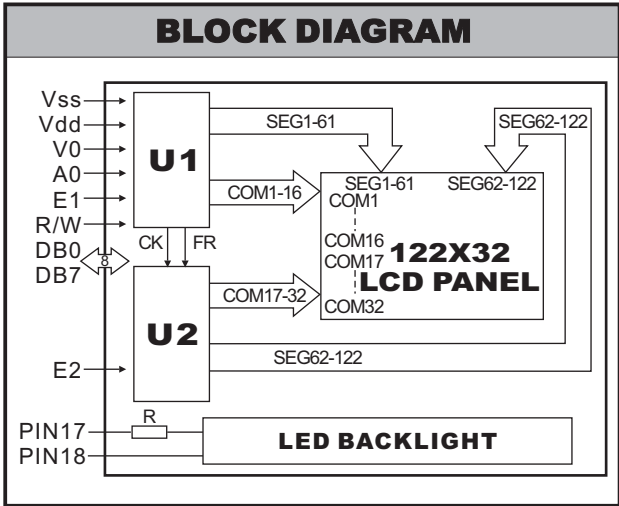 BLOCK DIAGRAM
Vss
Vdd
V0
A0
E1
R/W
DB0
DB7
8
E2
PIN17
PIN18
U1
CK
FR
U2
SEG1-61
COM1-16
COM17-32
SEG62-122
SEG62-122
SEG1-61
SEG62-122
COM1
COM16
COM17
COM32
122X32
LCD PANEL
R
LED BACKLIGHT